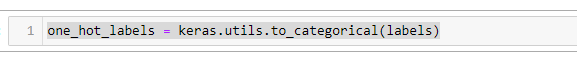 1 one_hot_labels = keras.utils.to_categorical(labels)